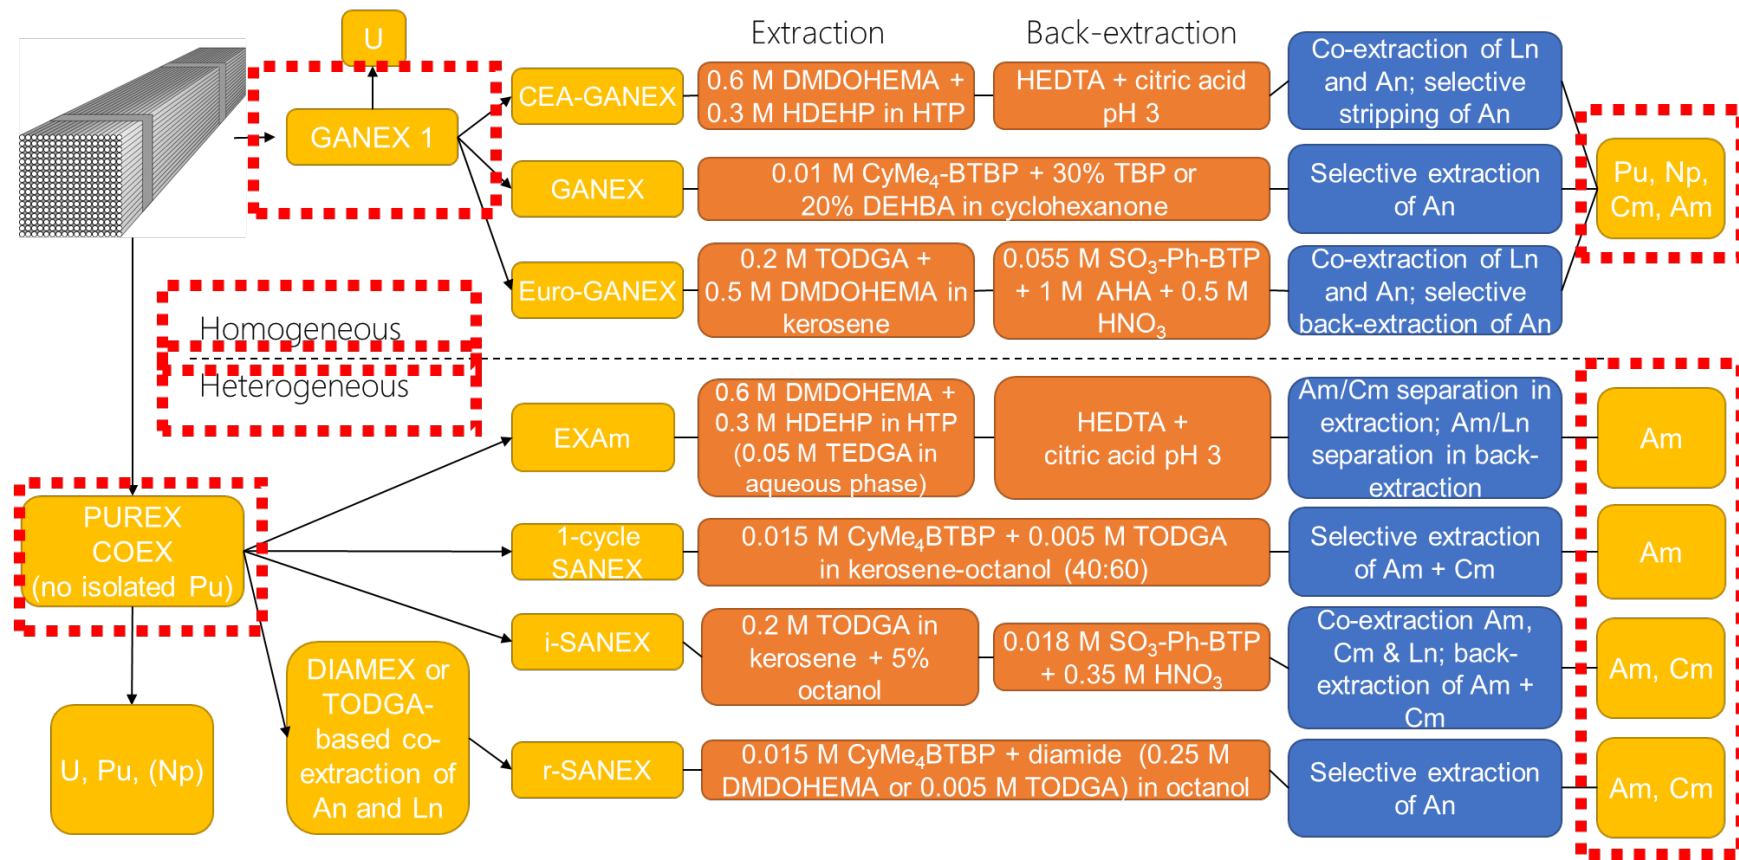 U
Extraction
Back-extraction
GANEX 1
CEA-GANEX
0.6 M DMDOHEMA +
0.3 M HDEHP in HTP
HEDTA + citric acid
pH 3
Co-extraction of Ln
and An; selective
stripping of An
GANEX
0.01 M CyMe₄-BTBP + 30% TBP or
20% DEHBA in cyclohexanone
Selective extraction
of An
Pu, Np,
Cm, Am
Euro-GANEX
0.2 M TODGA +
0.5 M DMDOHEMA in
kerosene
0.055 M SO₃-Ph-BTP
+ 1 M AHA + 0.5 M
HNO₃
Co-extraction of Ln
and An; selective
back-extraction of An
Homogeneous
Heterogeneous
EXAm
0.6 M DMDOHEMA +
0.3 M HDEHP in HTP
(0.05 M TEDGA in
aqueous phase)
HEDTA +
citric acid pH 3
Am/Cm separation in
extraction; Am/Ln
separation in back-
extraction
Am
PUREX
COEX
(no isolated Pu)
1-cycle
SANEX
0.015 M CyMe₄BTBP + 0.005 M TODGA
in kerosene-octanol (40:60)
Selective extraction
of Am + Cm
Am
i-SANEX
0.2 M TODGA in
kerosene + 5%
octanol
0.018 M SO₃-Ph-BTP
+ 0.35 M HNO₃
Co-extraction Am,
Cm & Ln; back-
extraction of Am +
Cm
Am, Cm
U, Pu, (Np)
DIAMEX or
TODGA-
based co-
extraction of
An and Ln
r-SANEX
0.015 M CyMe₄BTBP + diamide (0.25 M
DMDOHEMA or 0.005 M TODGA) in octanol
Selective extraction
of An
Am, Cm